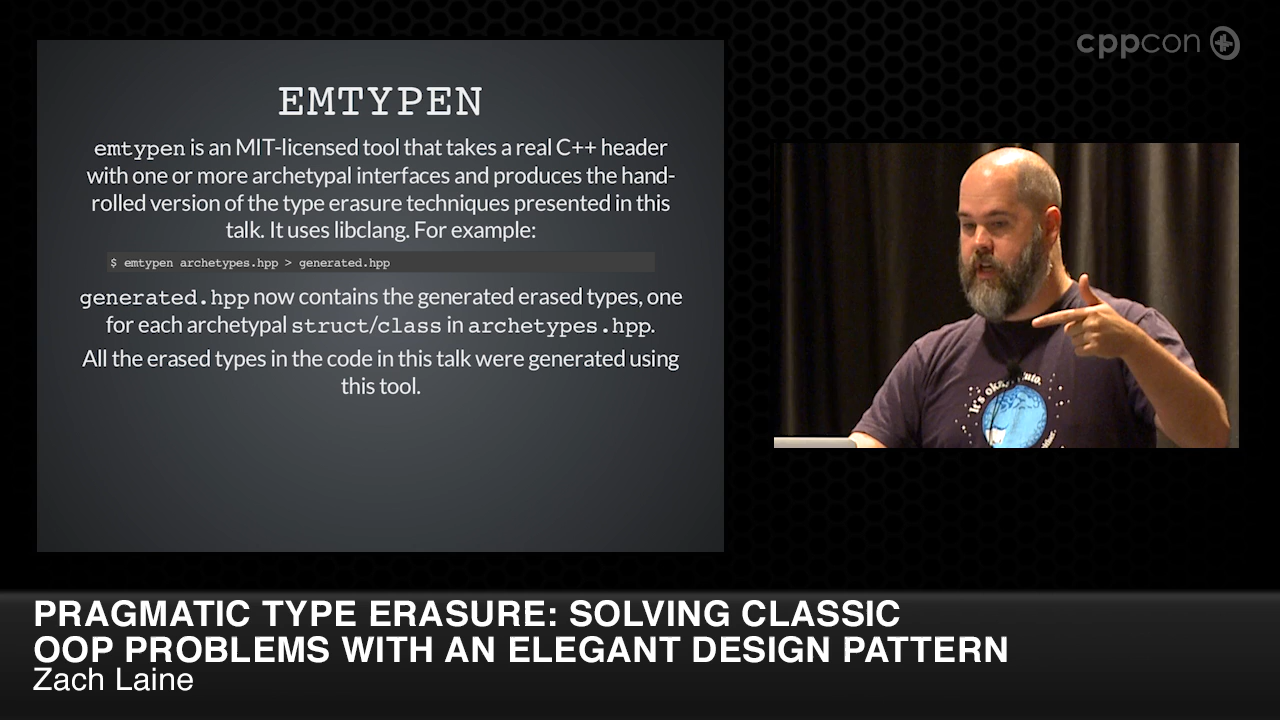 cppcon
EMTYPEN
emtypen is an MIT-licensed tool that takes a real C++ header
with one or more archetypal interfaces and produces the hand-
rolled version of the type erasure techniques presented in this
talk. It uses libclang. For example:
$ emtypen archetypes.hpp > generated.hpp
generated.hpp now contains the generated erased types, one
for each archetypal struct/class in archetypes.hpp.
All the erased types in the code in this talk were generated using
this tool.
It's okay
PRAGMATIC TYPE ERASURE: SOLVING CLASSIC
OOP PROBLEMS WITH AN ELEGANT DESIGN PATTERN
Zach Laine